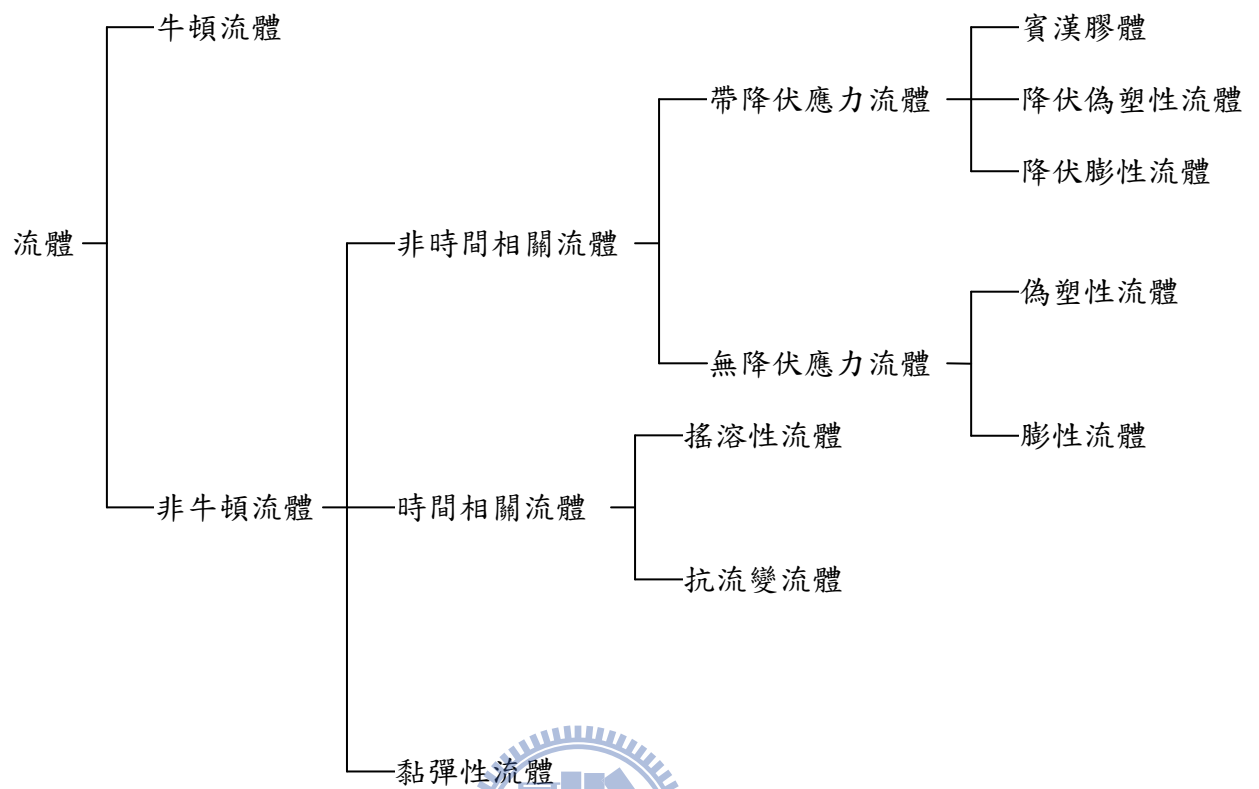 流體
牛頓流體
非牛頓流體
非時間相關流體
帶降伏應力流體
賓漢膠體
降伏偽塑性流體
降伏膨性流體
無降伏應力流體
偽塑性流體
膨性流體
時間相關流體
搖溶性流體
抗流變流體
黏彈性流體